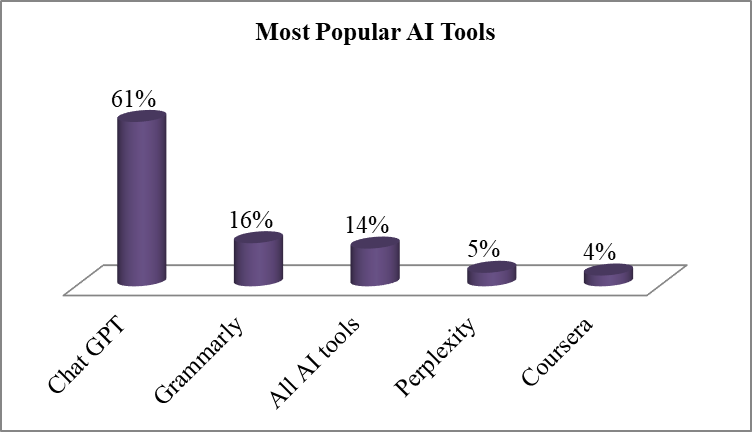 Most Popular AI Tools
61%
16%
14%
5%
4%
Chat GPT
Grammarly
All AI tools
Perplexity
Coursera